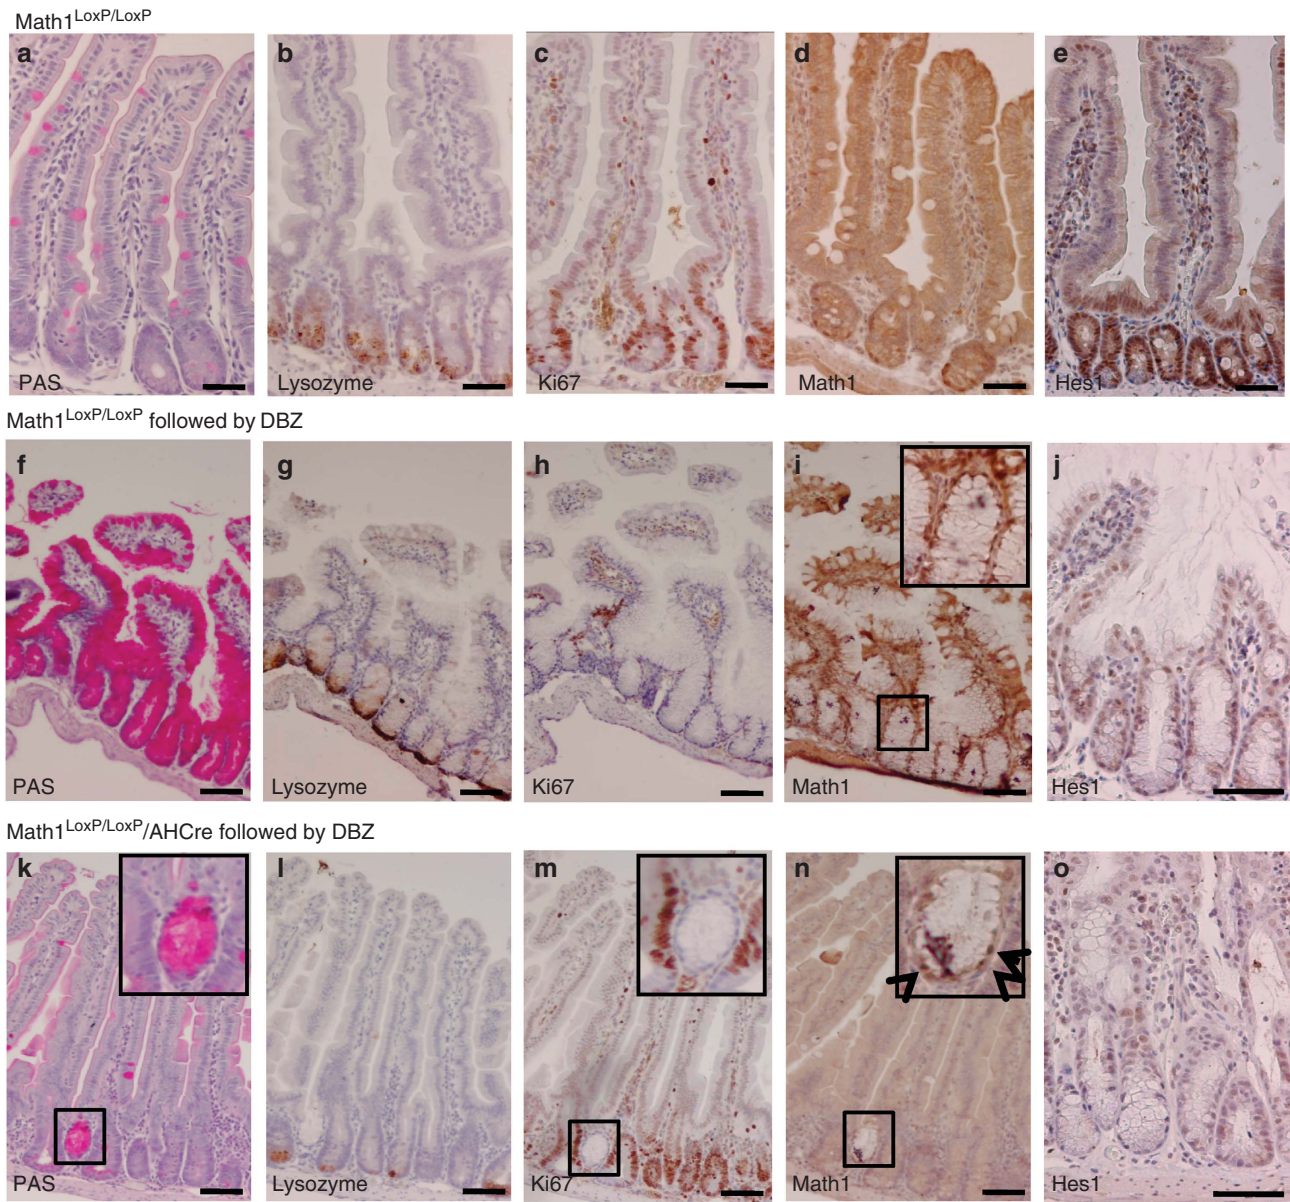 Math1LoxP/LoxP
a
b
c
d
e
PAS
Lysozyme
Ki67
Math1
Hes1
Math1LoxP/LoxP followed by DBZ
f
g
h
i
j
PAS
Lysozyme
Ki67
Math1
Hes1
Math1LoxP/LoxP/AHCre followed by DBZ
k
l
m
n
o
PAS
Lysozyme
Ki67
Math1
Hes1